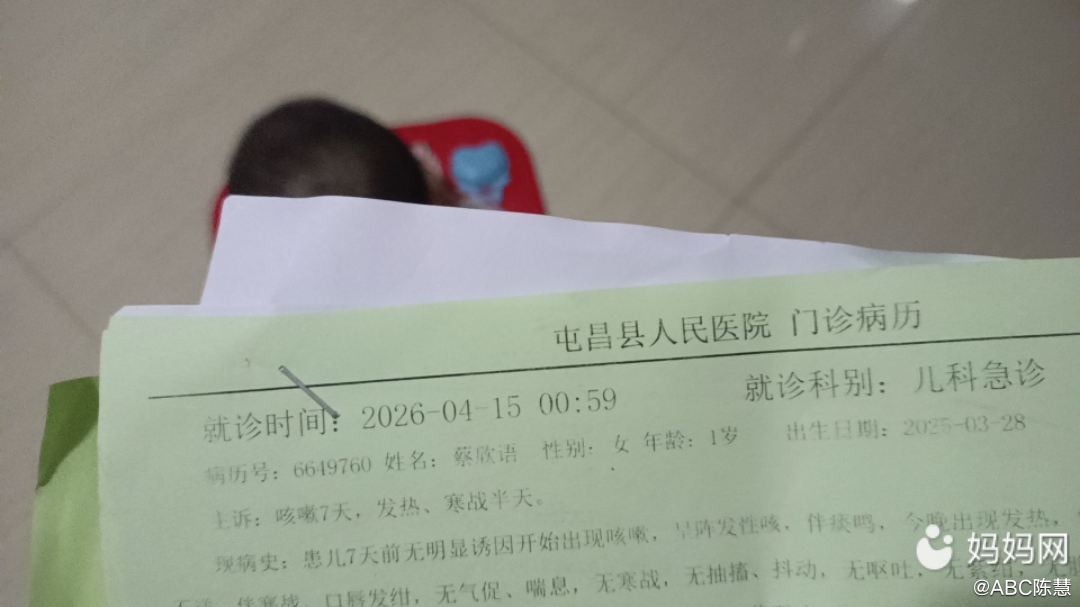 屯昌县人民医院 门诊病历
就诊时间：2026-04-15 00:59 就诊科别：儿科急诊
病历号：6649760 姓名：蔡欣语 性别：女 年龄：1岁 出生日期：2025-03-28
主诉：咳嗽7天，发热、寒战半天。
现病史：患儿7天前无明显诱因开始出现咳嗽，呈阵发性咳，伴痰鸣，今晚出现发热，
伴寒战，口唇发绀，无气促、喘息，无寒战，无抽搐、抖动，无呕吐，无
妈妈网
@ABC陈慧